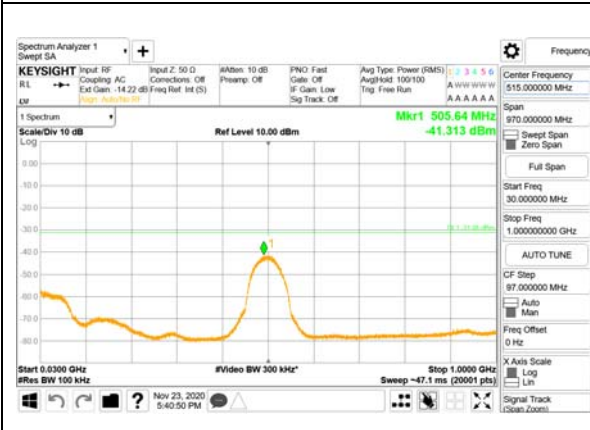 Spectrum Analyzer 1
Swept SA
Frequency
KEYSIGHT
RL
Input: RF
Coupling: AC
Ext Gain: -14.22 dB
Align: Auto/No RF
Input Z: 50 Ω
Corrections: Off
Freq Ref: Int (S)
#Atten: 10 dB
Preamp: Off
PNO: Fast
Gate: Off
IF Gain: Low
Sig Track: Off
Avg Type: Power (RMS)
Avg|Hold: 100/100
Trig: Free Run
1 2 3 4 5 6
A W W W W W
A A A A A A
1 Spectrum
Scale/Div 10 dB
Log
Ref Level 10.00 dBm
Mkr1 505.64 MHz
-41.313 dBm
0.00
-10.0
-20.0
-30.0
-40.0
-50.0
-60.0
-70.0
-80.0
1
Start 0.0300 GHz
#Res BW 100 kHz
#Video BW 300 kHz*
Stop 1.0000 GHz
Sweep ~47.1 ms (20001 pts)
Nov 23, 2020
5:40:50 PM
Center Frequency
515.000000 MHz
Span
970.000000 MHz
Swept Span
Zero Span
Full Span
Start Freq
30.000000 MHz
Stop Freq
1.000000000 GHz
AUTO TUNE
CF Step
97.000000 MHz
Auto
Man
Freq Offset
0 Hz
X Axis Scale
Log
Lin
Signal Track
(Span Zoom)